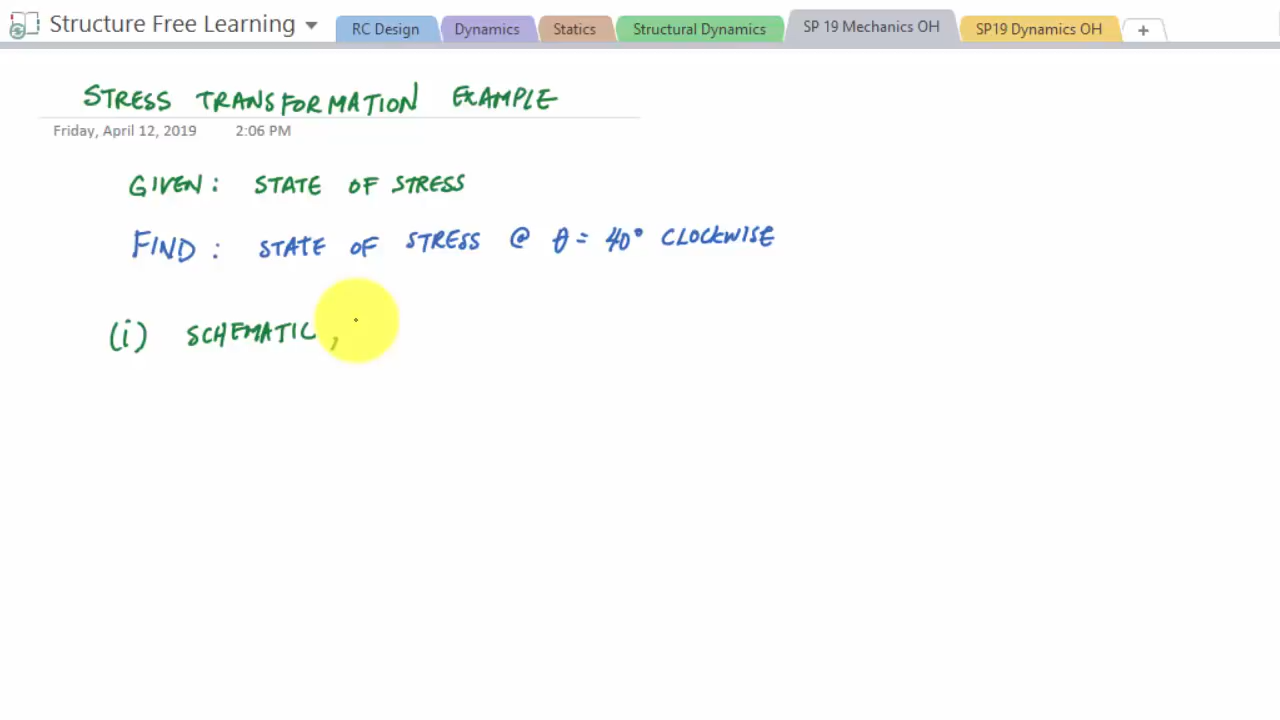 Structure Free Learning
RC Design Dynamics Statics Structural Dynamics SP 19 Mechanics OH SP19 Dynamics OH +
STRESS TRANSFORMATION EXAMPLE
Friday, April 12, 2019 2:06 PM
GIVEN: STATE OF STRESS
FIND: STATE OF STRESS @ θ = 40° CLOCKWISE
(i) SCHEMATIC,